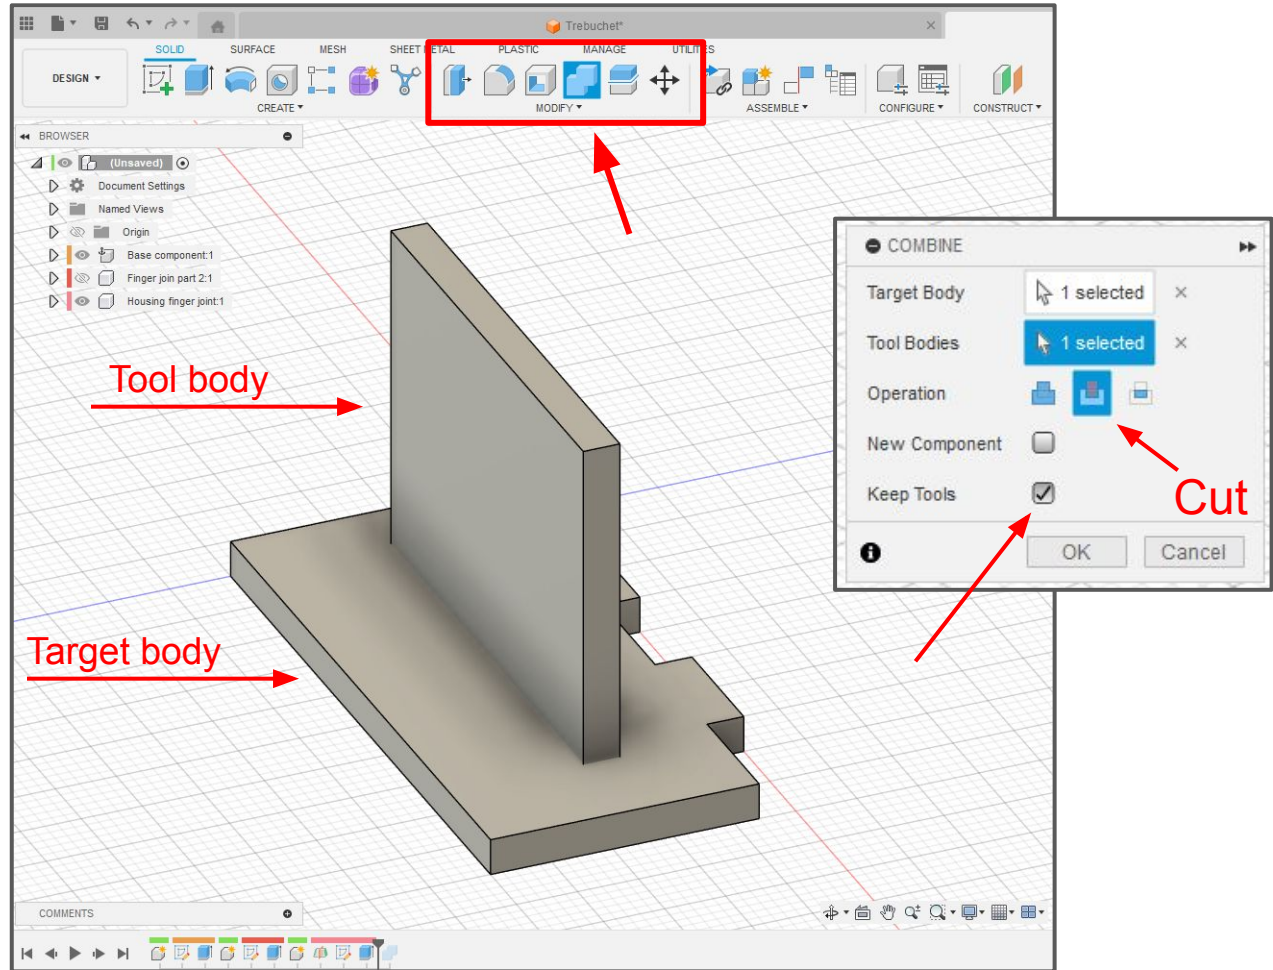 Trebuchet*
SOLID SURFACE MESH SHEET METAL PLASTIC MANAGE UTILITIES
DESIGN
CREATE MODIFY ASSEMBLE CONFIGURE CONSTRUCT
BROWSER
(Unsaved)
Document Settings
Named Views
Origin
Base component:1
Finger join part 2:1
Housing finger joint:1
Tool body
Target body
COMBINE
Target Body 1 selected
Tool Bodies 1 selected
Operation
New Component
Keep Tools
Cut
OK Cancel
COMMENTS